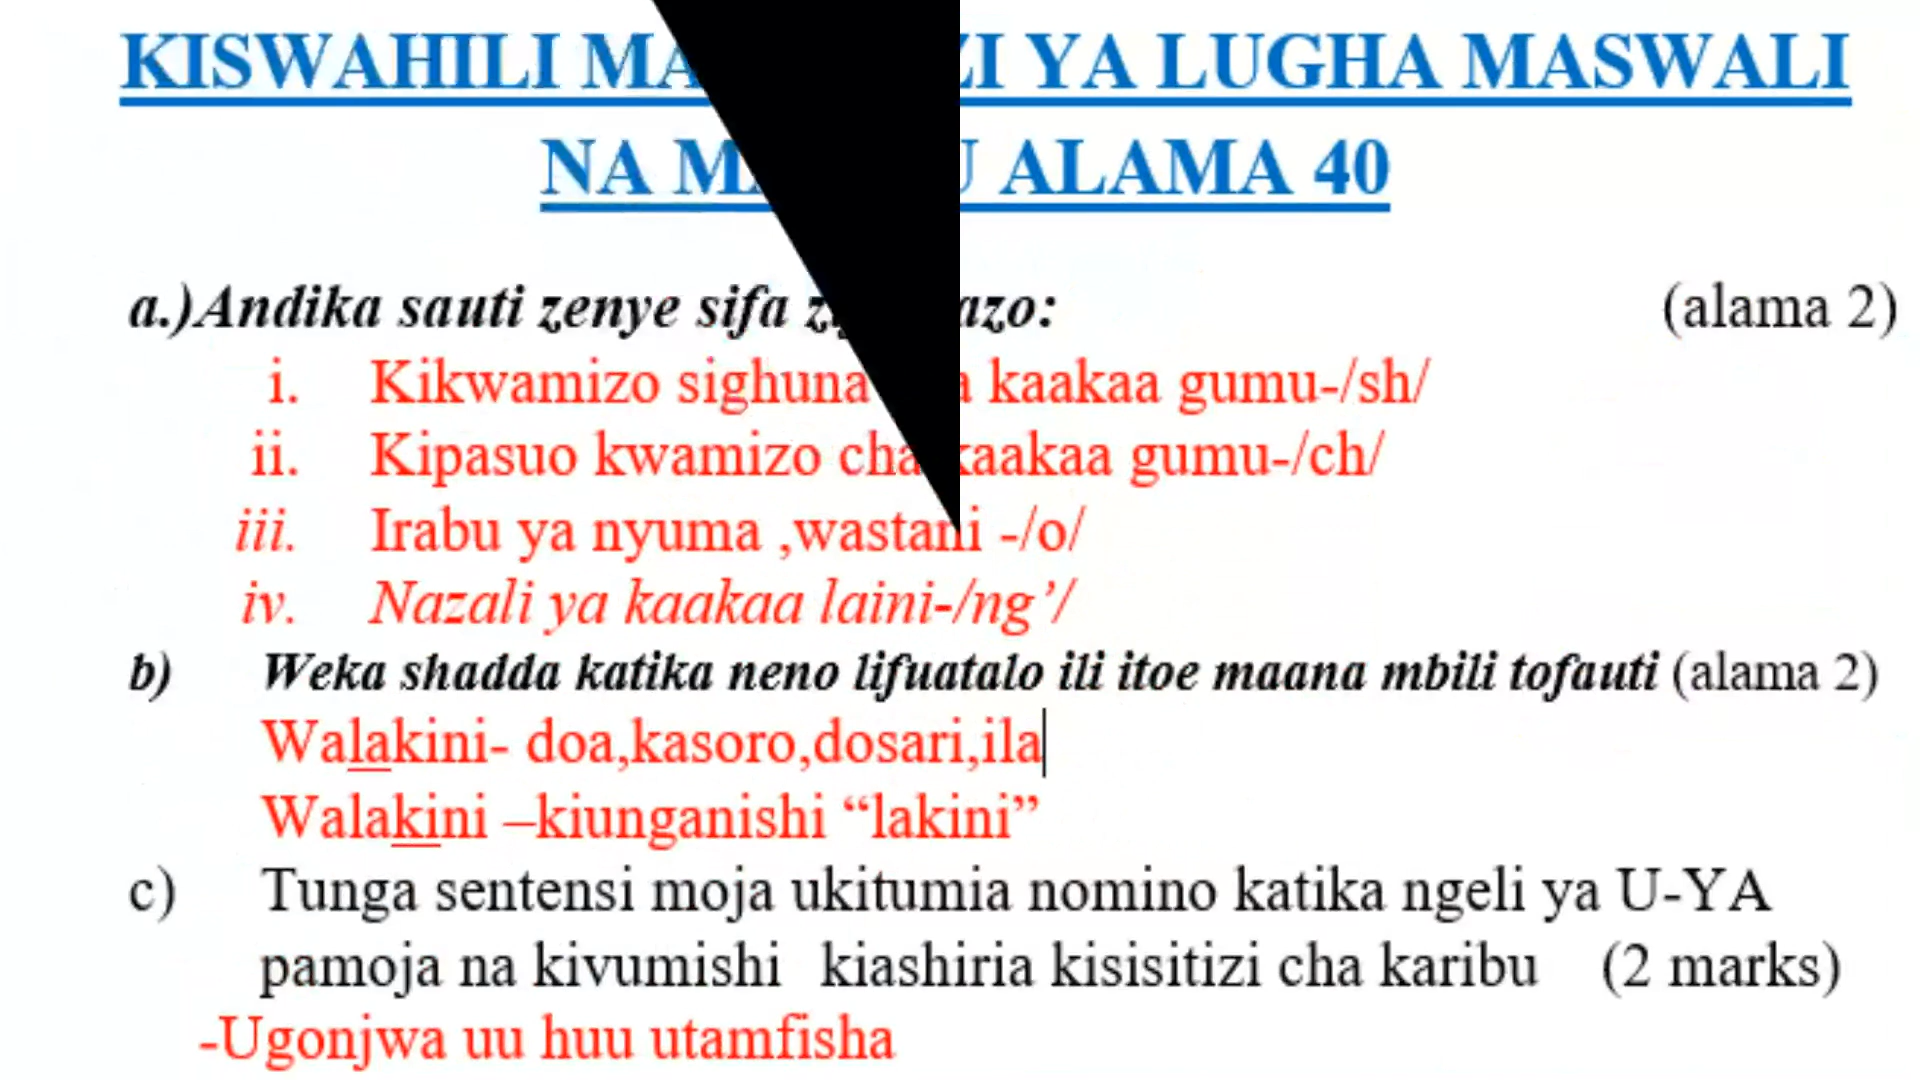 KISWAHILI YA LUGHA MASWALI
NA ALAMA 40
a.)Andika sauti zenye sifa (alama 2)
i. Kikwamizo sighuna kaakaa gumu-/sh/
ii. Kipasuo kwamizo cha kaakaa gumu-/ch/
iii. Irabu ya nyuma ,wastani -/o/
iv. Nazali ya kaakaa laini-/ng’/
b) Weka shadda katika neno lifuatalo ili itoe maana mbili tofauti (alama 2)
Walakini- doa,kasoro,dosari,ila
Walakini –kiunganishi “lakini”
c) Tunga sentensi moja ukitumia nomino katika ngeli ya U-YA
pamoja na kivumishi kiashiria kisisitizi cha karibu (2 marks)
-Ugonjwa uu huu utamfisha